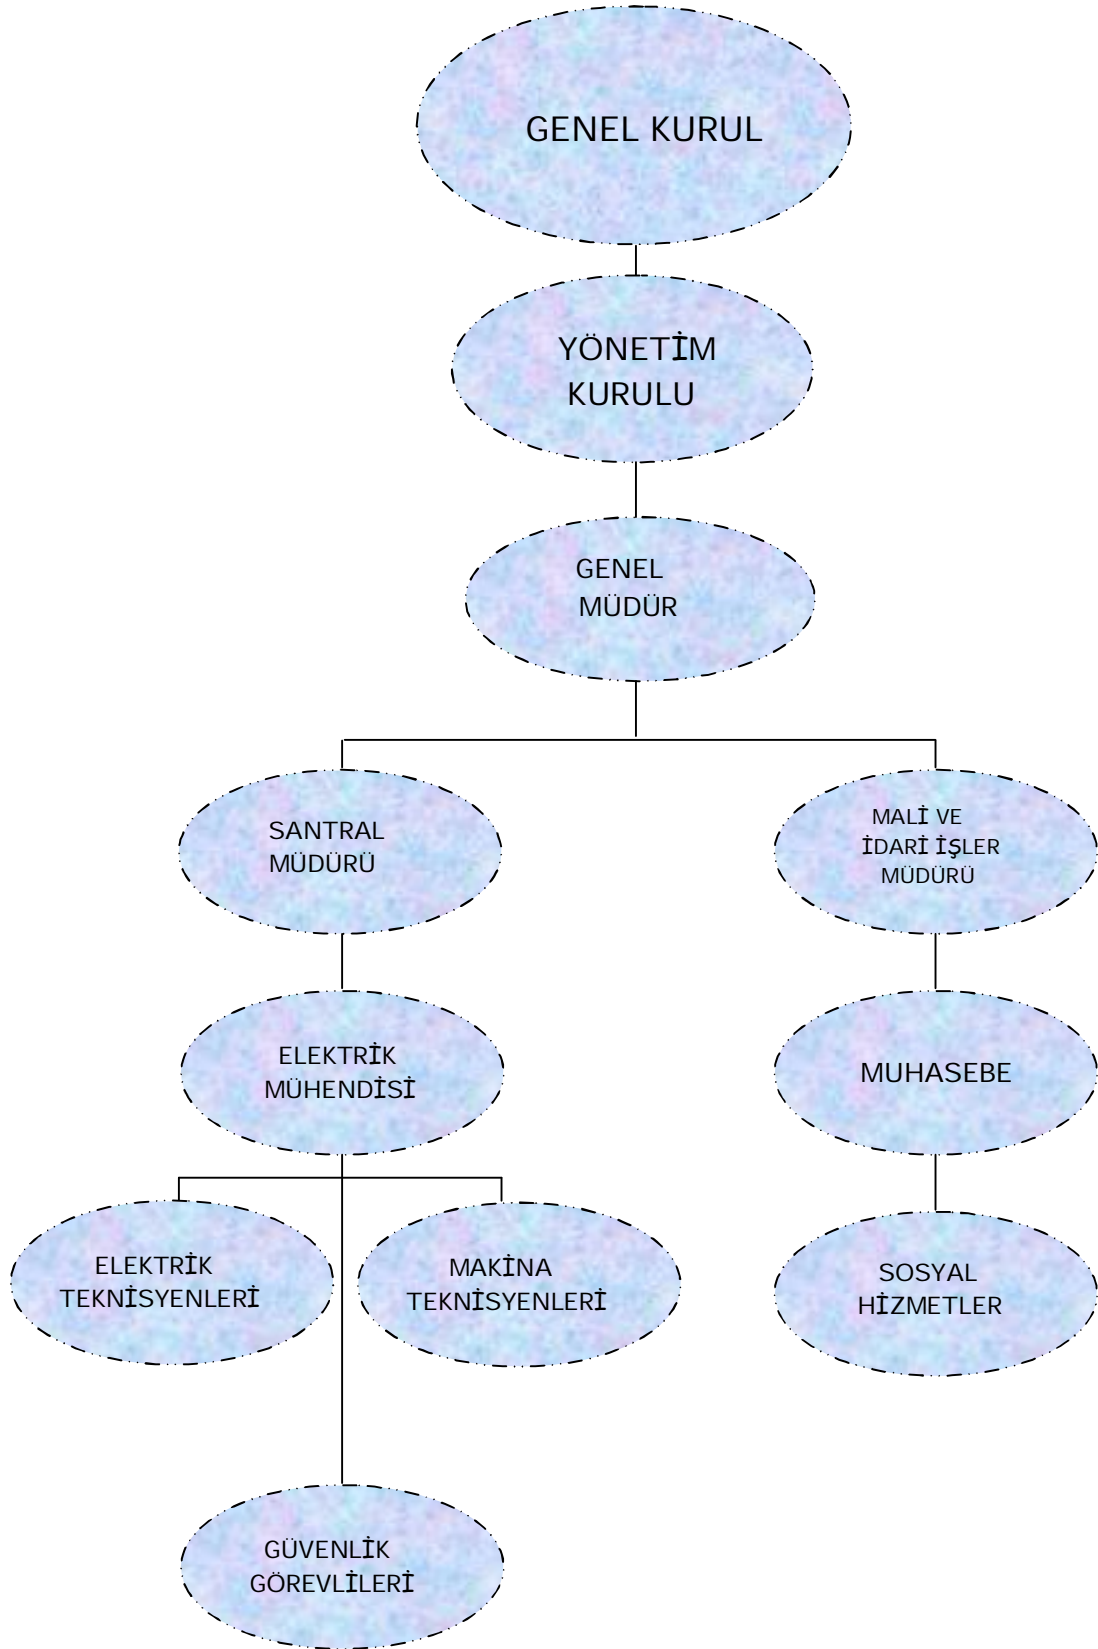 GENEL KURUL
YÖNETİM
KURULU
GENEL
MÜDÜR
SANTRAL
MÜDÜRÜ
MALİ VE
İDARİ İŞLER
MÜDÜRÜ
ELEKTRİK
MÜHENDİSİ
MUHASEBE
ELEKTRİK
TEKNİSYENLERİ
MAKİNA
TEKNİSYENLERİ
SOSYAL
HİZMETLER
GÜVENLİK
GÖREVLİLERİ